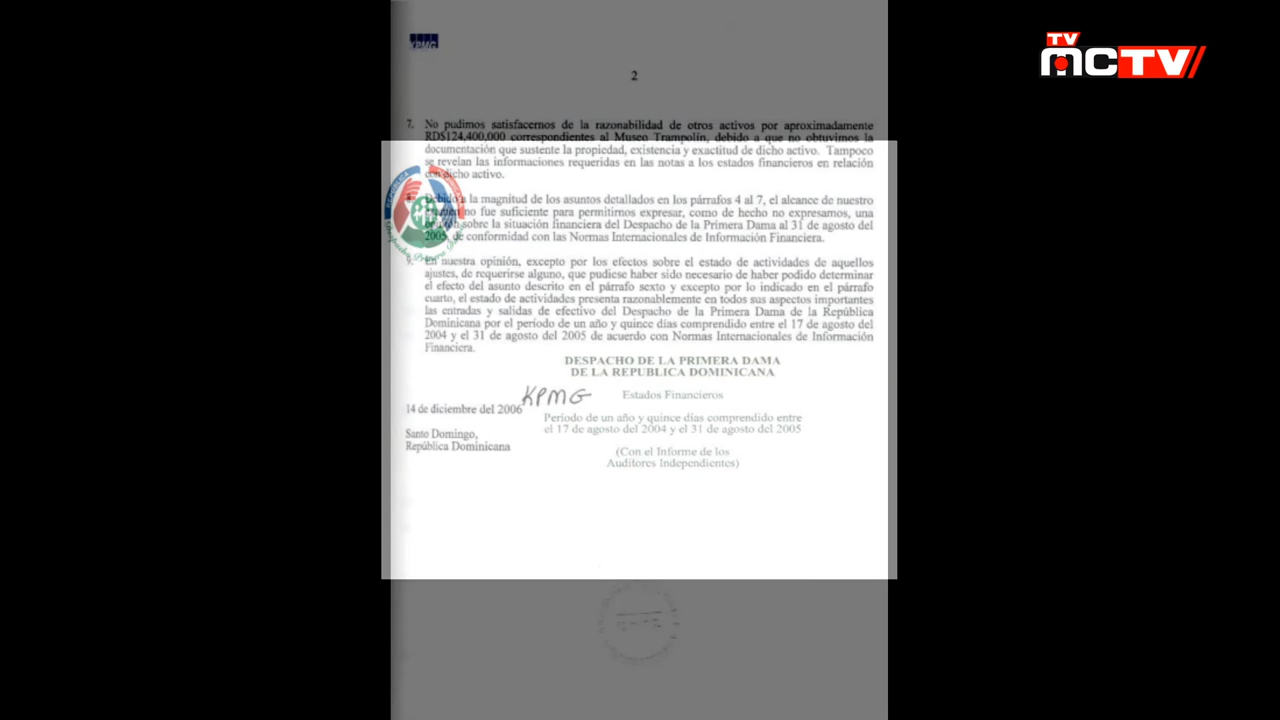 TV
MCTV
KPMG
2
7. No pudimos satisfacernos de la razonabilidad de otros activos por aproximadamente
RD$124,400,000 correspondientes al Museo Trampolín, debido a que no obtuvimos la
documentación que sustente la propiedad, existencia y exactitud de dicho activo. Tampoco
se revelan las informaciones requeridas en las notas a los estados financieros en relación
con dicho activo.
Debido a la magnitud de los asuntos detallados en los párrafos 4 al 7, el alcance de nuestro
no fue suficiente para permitirnos expresar, como de hecho no expresamos, una
sobre la situación financiera del Despacho de la Primera Dama al 31 de agosto del
2005, de conformidad con las Normas Internacionales de Información Financiera.
9. En nuestra opinión, excepto por los efectos sobre el estado de actividades de aquellos
ajustes, de requerirse alguno, que pudiese haber sido necesario de haber podido determinar
el efecto del asunto descrito en el párrafo sexto y excepto por lo indicado en el párrafo
cuarto, el estado de actividades presenta razonablemente en todos sus aspectos importantes
las entradas y salidas de efectivo del Despacho de la Primera Dama de la República
Dominicana por el período de un año y quince días comprendido entre el 17 de agosto del
2004 y el 31 de agosto del 2005 de acuerdo con Normas Internacionales de Información
Financiera.
DESPACHO DE LA PRIMERA DAMA
DE LA REPUBLICA DOMINICANA
KPMG
Estados Financieros
14 de diciembre del 2006
Período de un año y quince días comprendido entre
el 17 de agosto del 2004 y el 31 de agosto del 2005
Santo Domingo,
República Dominicana
(Con el Informe de los
Auditores Independientes)